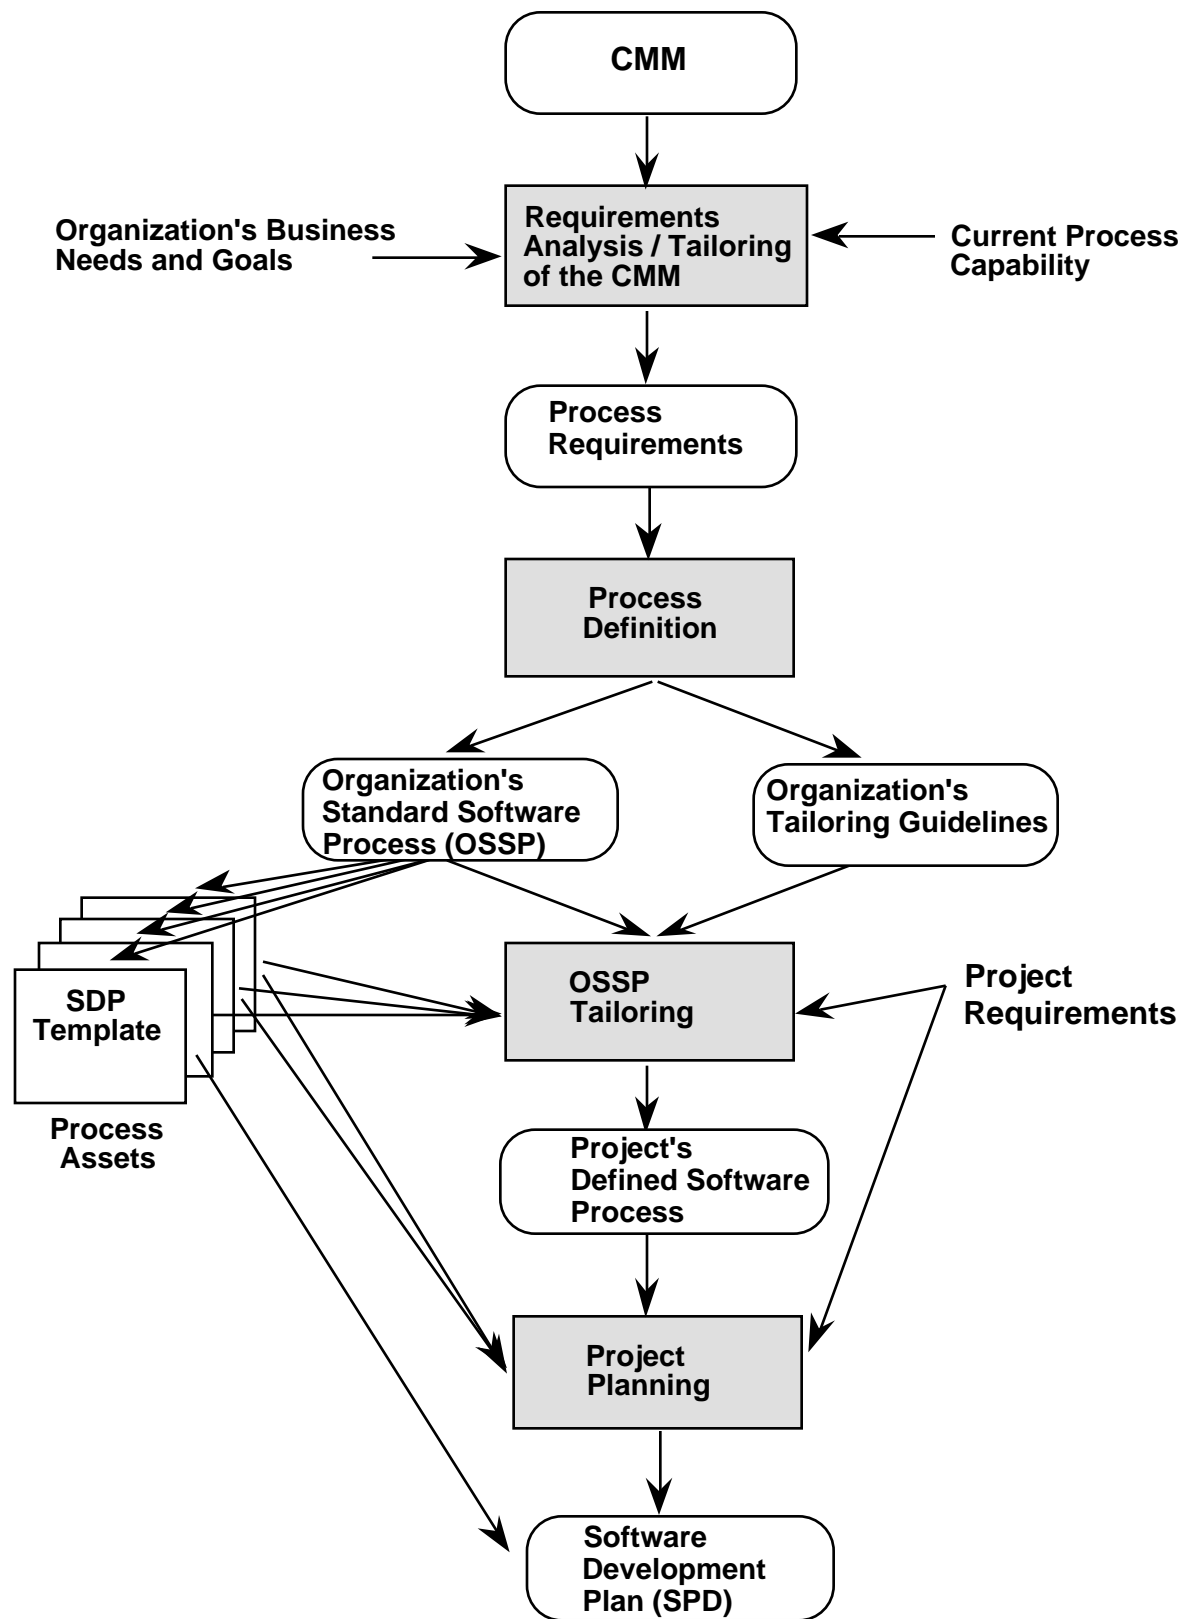 CMM
Requirements
Analysis / Tailoring
of the CMM
Organization's Business
Needs and Goals
Current Process
Capability
Process
Requirements
Process
Definition
Organization's
Standard Software
Process (OSSP)
Organization's
Tailoring Guidelines
SDP
Template
Process
Assets
OSSP
Tailoring
Project
Requirements
Project's
Defined Software
Process
Project
Planning
Software
Development
Plan (SPD)